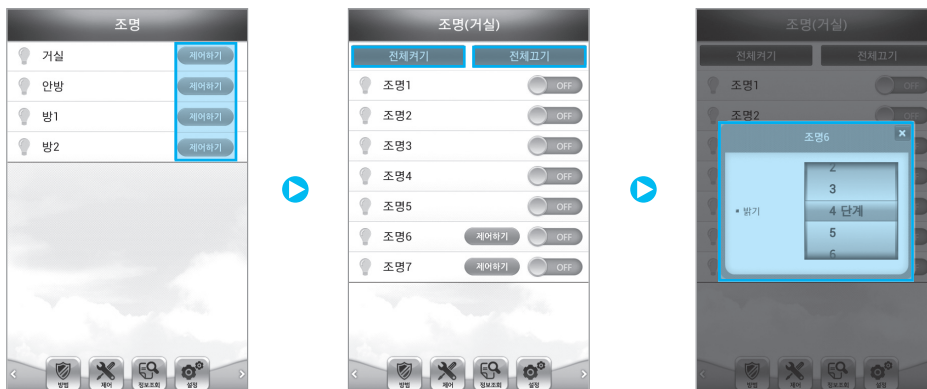 조명
거실 제어하기
안방 제어하기
방1 제어하기
방2 제어하기
방범 제어 정보조회 설정
조명(거실)
전체켜기 전체끄기
조명1 OFF
조명2 OFF
조명3 OFF
조명4 OFF
조명5 OFF
조명6 제어하기 OFF
조명7 제어하기 OFF
방범 제어 정보조회 설정
조명(거실)
전체켜기 전체끄기
조명1 OFF
조명2
조명6 ×
2
3
• 밝기 4 단계
5
6
방범 제어 정보조회 설정